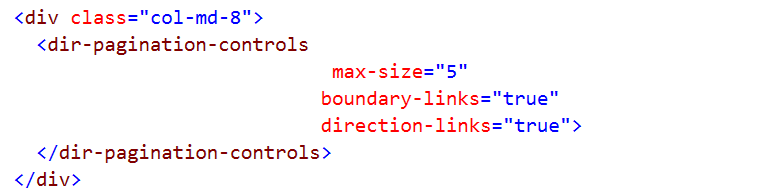 <div class="col-md-8">
<dir-pagination-controls
max-size="5"
boundary-links="true"
direction-links="true">
</dir-pagination-controls>
</div>